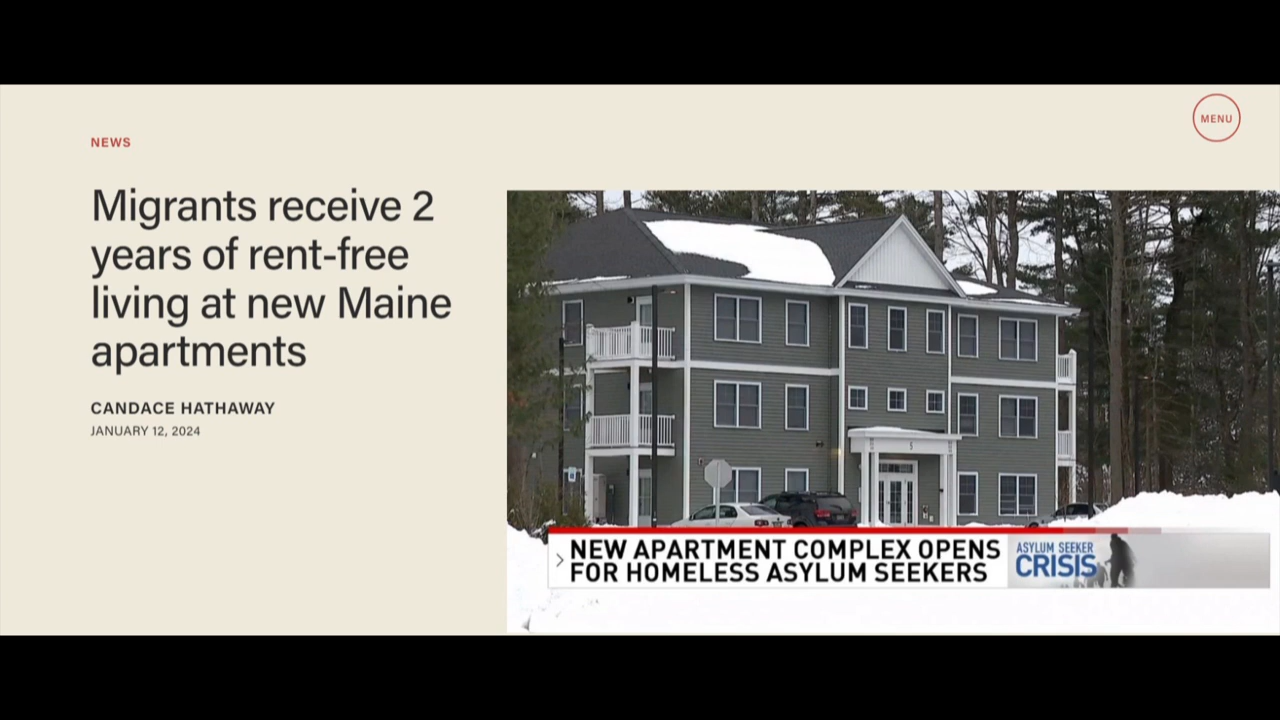 MENU
NEWS
Migrants receive 2
years of rent-free
living at new Maine
apartments
CANDACE HATHAWAY
JANUARY 12, 2024
5
NEW APARTMENT COMPLEX OPENS
FOR HOMELESS ASYLUM SEEKERS
ASYLUM SEEKER
CRISIS